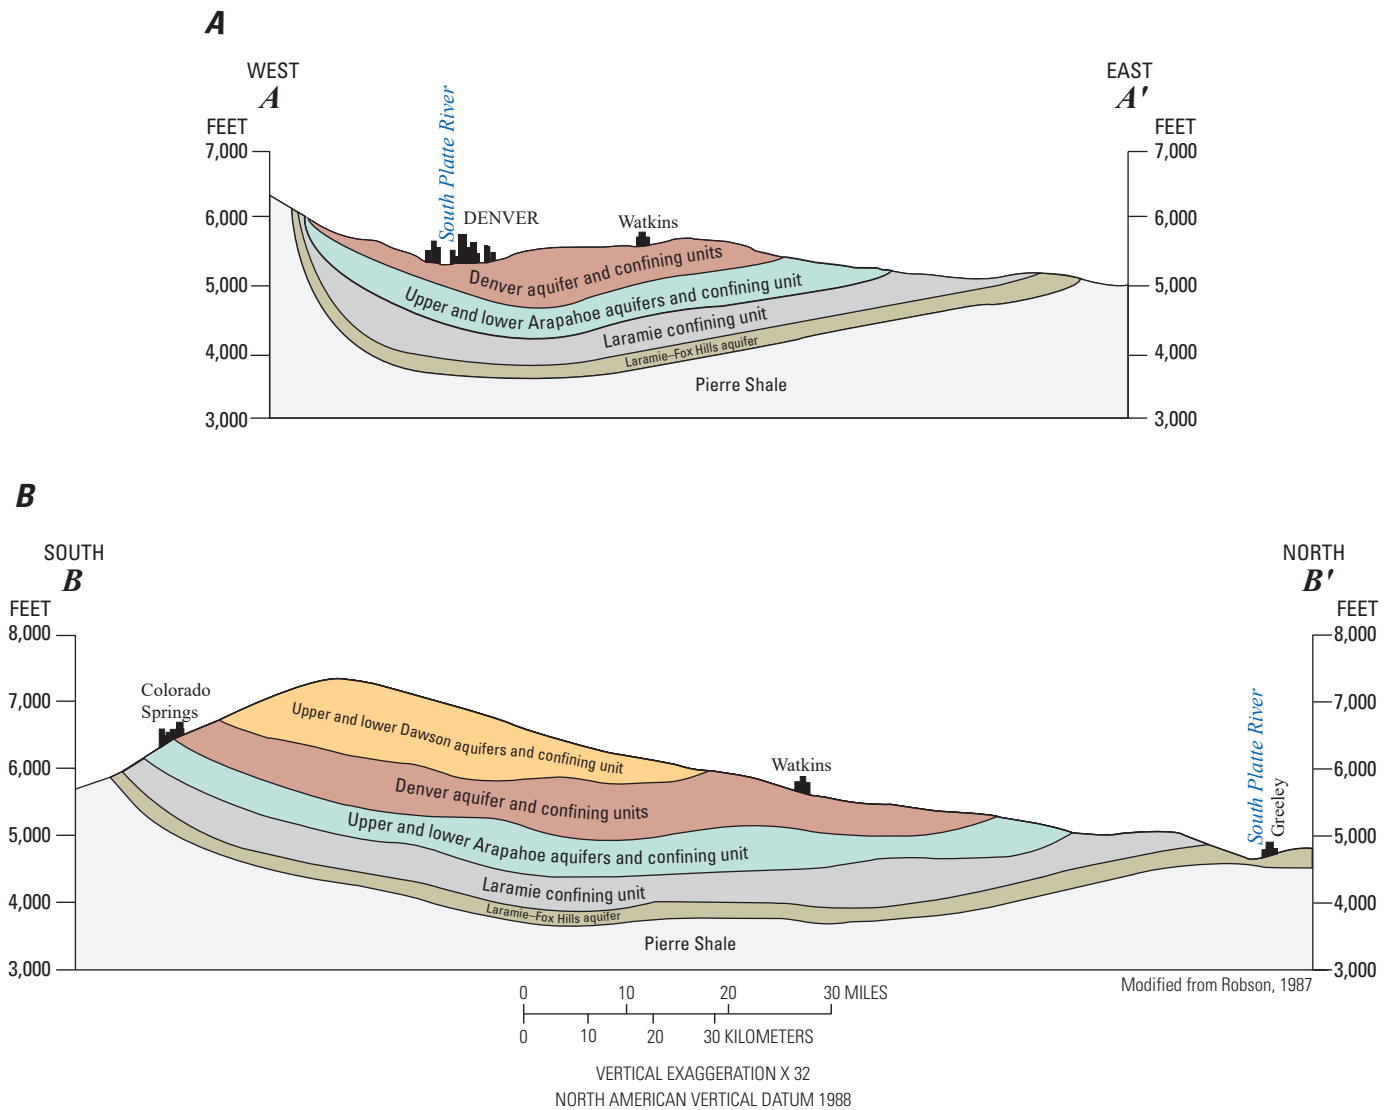 A
WEST
A
EAST
A'
FEET
FEET
7,000
7,000
6,000
6,000
5,000
5,000
4,000
4,000
3,000
3,000
South Platte River
DENVER
Watkins
Denver aquifer and confining units
Upper and lower Arapahoe aquifers and confining unit
Laramie confining unit
Laramie–Fox Hills aquifer
Pierre Shale
B
SOUTH
B
NORTH
B'
FEET
FEET
8,000
8,000
7,000
7,000
6,000
6,000
5,000
5,000
4,000
4,000
3,000
3,000
Colorado
Springs
Watkins
South Platte River
Greeley
Upper and lower Dawson aquifers and confining unit
Denver aquifer and confining units
Upper and lower Arapahoe aquifers and confining unit
Laramie confining unit
Laramie–Fox Hills aquifer
Pierre Shale
Modified from Robson, 1987
0 10 20 30 MILES
0 10 20 30 KILOMETERS
VERTICAL EXAGGERATION X 32
NORTH AMERICAN VERTICAL DATUM 1988